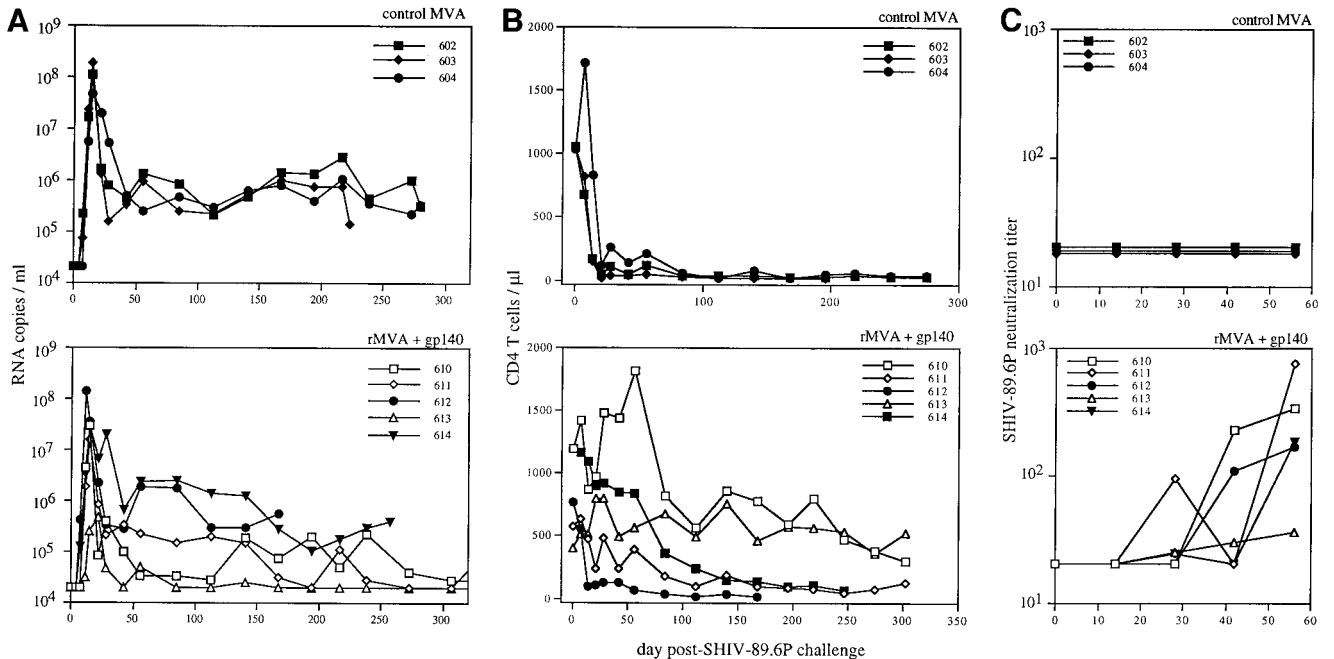 A
control MVA
10⁹
10⁸
10⁷
10⁶
10⁵
10⁴
602
603
604
0 50 100 150 200 250 300
rMVA + gp140
10⁹
10⁸
10⁷
10⁶
10⁵
10⁴
610
611
612
613
614
0 50 100 150 200 250 300
RNA copies / ml
B
control MVA
2000
1500
1000
500
0
602
603
604
0 100 200 300
rMVA + gp140
2000
1500
1000
500
0
610
611
612
613
614
0 50 100 150 200 250 300 350
CD4 T cells / µl
day post-SHIV-89.6P challenge
C
control MVA
10³
10²
10¹
602
603
604
0 10 20 30 40 50 60
rMVA + gp140
10³
10²
10¹
610
611
612
613
614
0 10 20 30 40 50 60
SHIV-89.6P neutralization titer